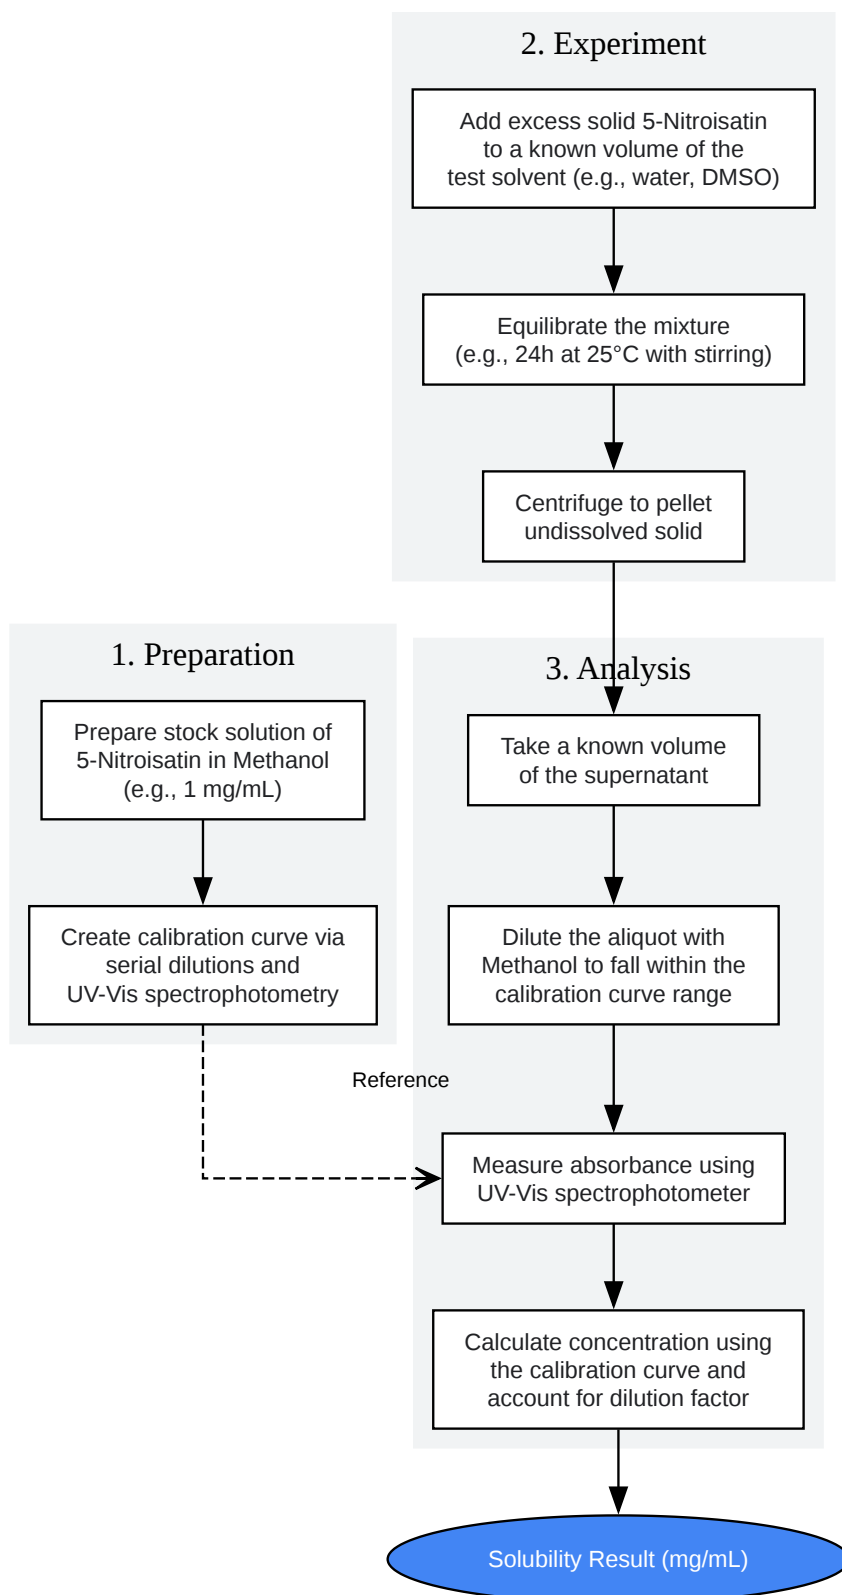 2. Experiment
Add excess solid 5-Nitroisatin
to a known volume of the
test solvent (e.g., water, DMSO)
Equilibrate the mixture
(e.g., 24h at 25°C with stirring)
Centrifuge to pellet
undissolved solid
1. Preparation
Prepare stock solution of
5-Nitroisatin in Methanol
(e.g., 1 mg/mL)
Create calibration curve via
serial dilutions and
UV-Vis spectrophotometry
Reference
3. Analysis
Take a known volume
of the supernatant
Dilute the aliquot with
Methanol to fall within the
calibration curve range
Measure absorbance using
UV-Vis spectrophotometer
Calculate concentration using
the calibration curve and
account for dilution factor
Solubility Result (mg/mL)